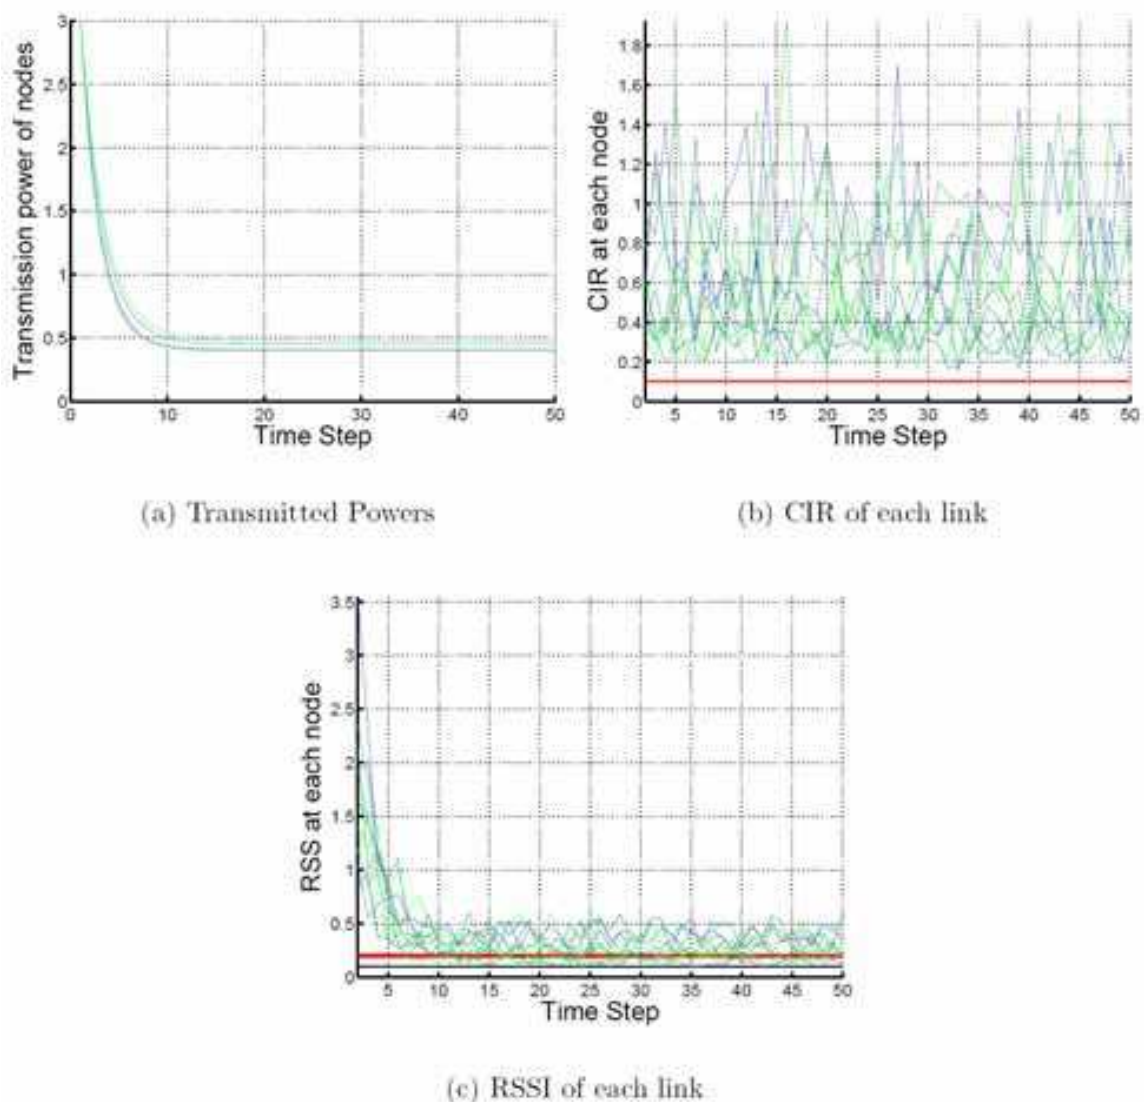 Transmission power of nodes
3
2.5
2
1.5
1
0.5
0
0 10 20 30 40 50
Time Step
(a) Transmitted Powers
CIR at each node
1.8
1.6
1.4
1.2
1
0.8
0.6
0.4
0.2
0
5 10 15 20 25 30 35 40 45 50
Time Step
(b) CIR of each link
RSS at each node
3.5
3
2.5
2
1.5
1
0.5
0
5 10 15 20 25 30 35 40 45 50
Time Step
(c) RSSI of each link